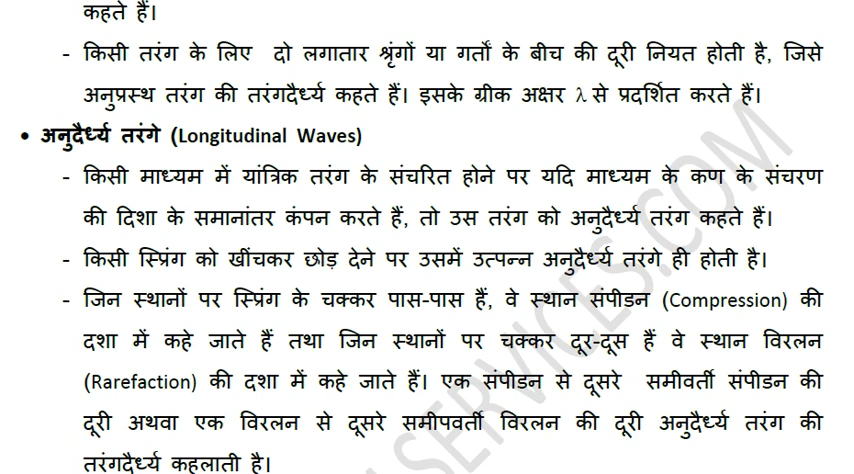 कहते हैं।
- किसी तरंग के लिए दो लगातार श्रृंगों या गर्तों के बीच की दूरी नियत होती है, जिसे
अनुप्रस्थ तरंग की तरंगदैर्ध्य कहते हैं। इसके ग्रीक अक्षर λ से प्रदर्शित करते हैं।
• अनुदैर्ध्य तरंगे (Longitudinal Waves)
- किसी माध्यम में यांत्रिक तरंग के संचरित होने पर यदि माध्यम के कण के संचरण
की दिशा के समानांतर कंपन करते हैं, तो उस तरंग को अनुदैर्ध्य तरंग कहते हैं।
- किसी स्प्रिंग को खींचकर छोड़ देने पर उसमें उत्पन्न अनुदैर्ध्य तरंगे ही होती है।
- जिन स्थानों पर स्प्रिंग के चक्कर पास-पास हैं, वे स्थान संपीडन (Compression) की
दशा में कहे जाते हैं तथा जिन स्थानों पर चक्कर दूर-दूस हैं वे स्थान विरलन
(Rarefaction) की दशा में कहे जाते हैं। एक संपीडन से दूसरे समीवर्ती संपीडन की
दूरी अथवा एक विरलन से दूसरे समीपवर्ती विरलन की दूरी अनुदैर्ध्य तरंग की
तरंगदैर्ध्य कहलाती है।
SERVICES.COM